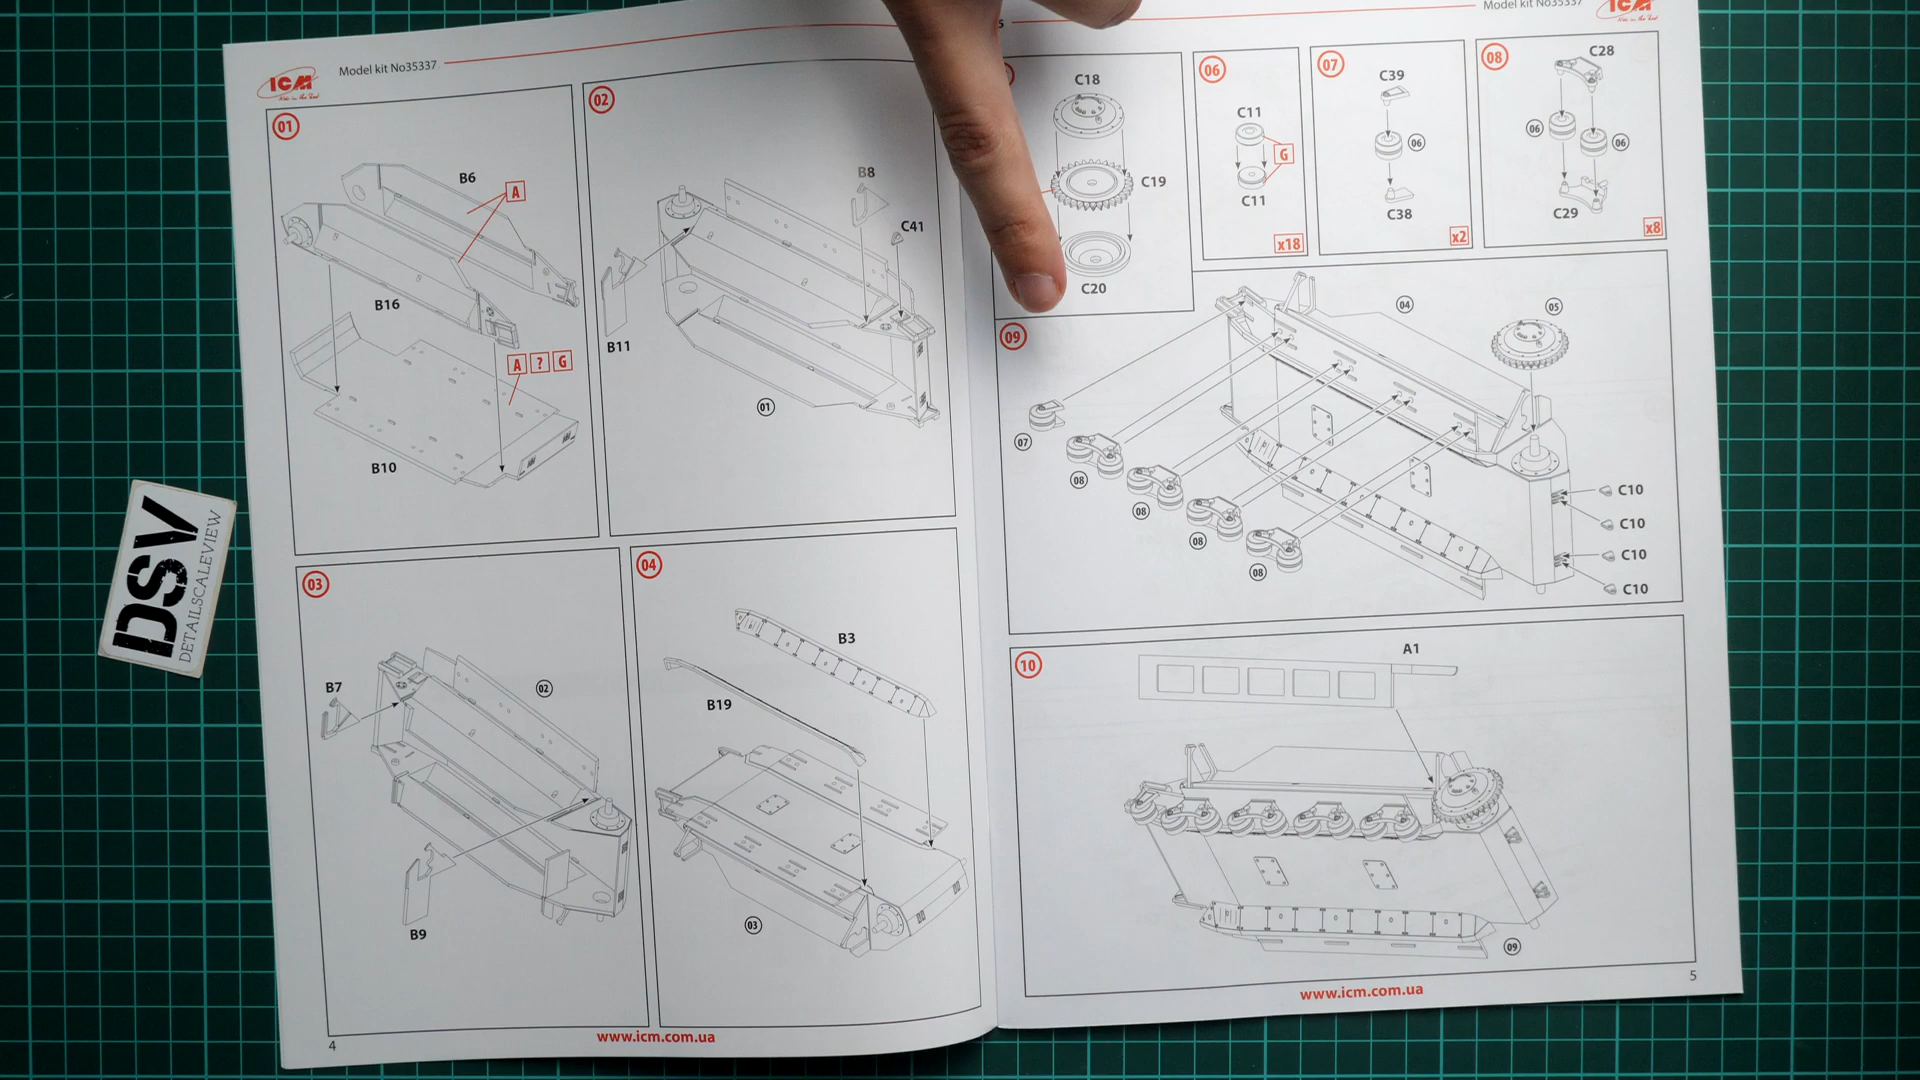 ICM
Model kit No35337
01
B6
A
B16
A ? G
B10
02
B8
C41
B11
01
03
B7
02
B9
04
B3
B19
03
4
www.icm.com.ua
5
Model kit No35337
ICM
C18
C19
C20
06
C11
G
C11
x18
07
C39
06
C38
x2
08
C28
06
06
C29
x8
09
04
05
07
08
08
08
08
C10
C10
C10
C10
10
A1
09
www.icm.com.ua
5
DSV
DETAILSCALEVIEW